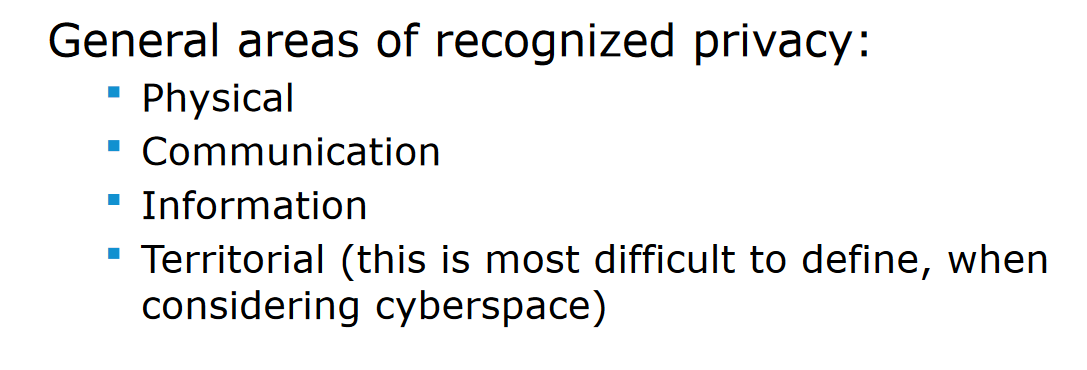 General areas of recognized privacy:
▪ Physical
▪ Communication
▪ Information
▪ Territorial (this is most difficult to define, when
considering cyberspace)